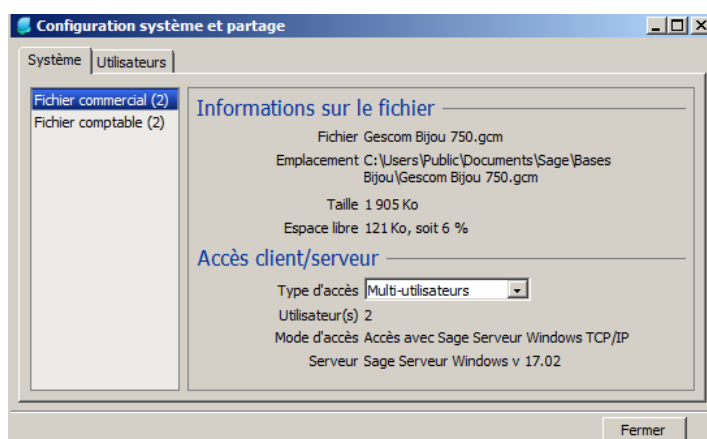 Configuration système et partage
Système
Utilisateurs
Fichier commercial (2)
Fichier comptable (2)
Informations sur le fichier
Fichier Gescom Bijou 750.gcm
Emplacement C:\Users\Public\Documents\Sage\Bases
Bijou\Gescom Bijou 750.gcm
Taille 1 905 Ko
Espace libre 121 Ko, soit 6 %
Accès client/serveur
Type d'accès Multi-utilisateurs
Utilisateur(s) 2
Mode d'accès Accès avec Sage Serveur Windows TCP/IP
Serveur Sage Serveur Windows v 17.02
Fermer